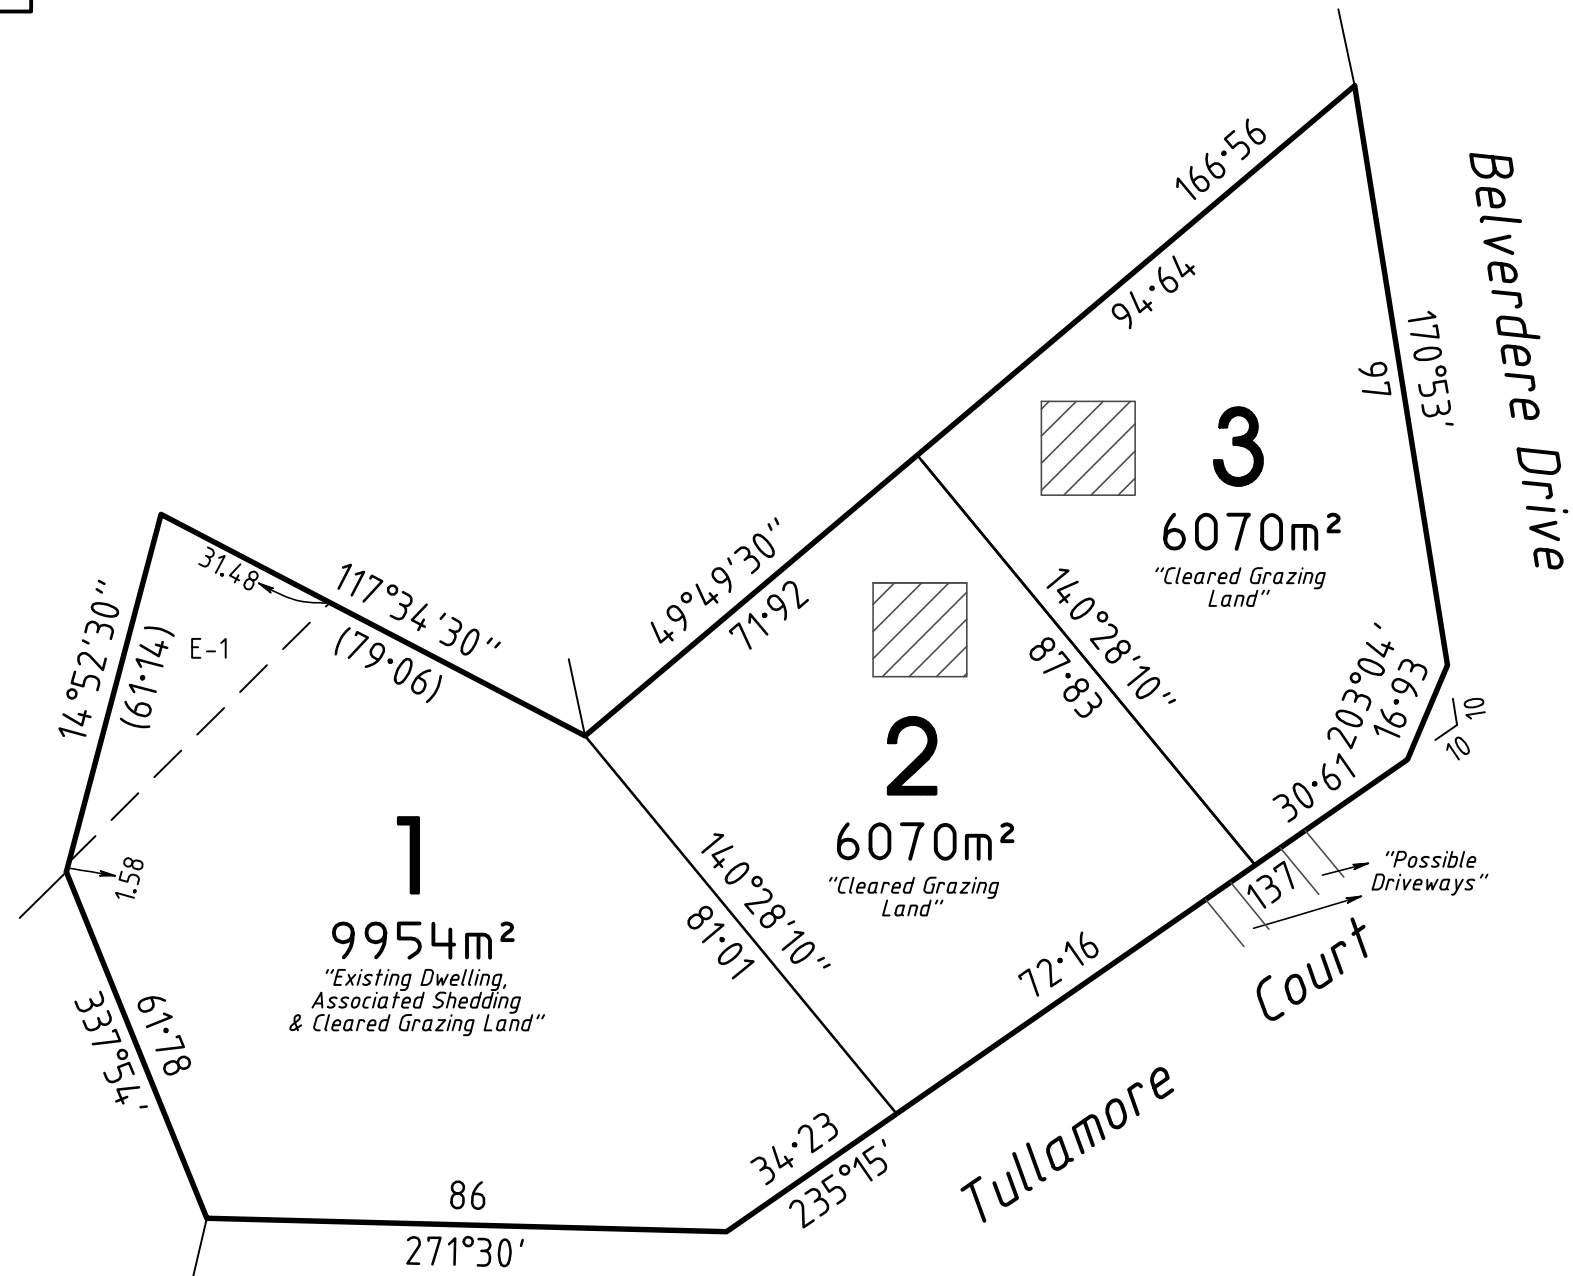 166·56
94·64
Belverdere Drive
170°53'
97
3
6070m²
"Cleared Grazing
Land"
49°49'30"
71·92
140°28'10"
87·83
31.48
117°34'30"
(79·06)
14°52'30"
(61·14)
E-1
203°04'
16·93
10
10
30·61
2
6070m²
"Cleared Grazing
Land"
1
9954m²
"Existing Dwelling,
Associated Shedding
& Cleared Grazing Land"
1.58
140°28'10"
81·01
137
"Possible
Driveways"
72·16
Tullamore Court
61·78
337°54'
34·23
235°15'
86
271°30'